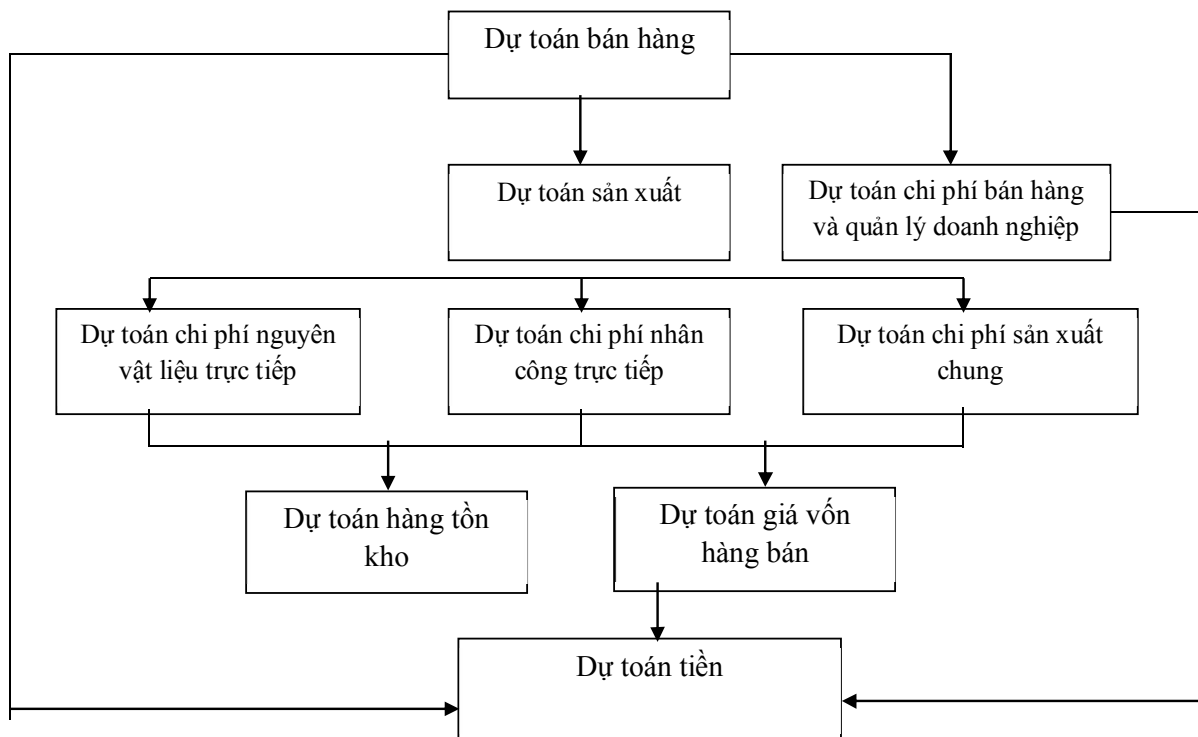 Dự toán bán hàng
Dự toán sản xuất
Dự toán chi phí bán hàng
và quản lý doanh nghiệp
Dự toán chi phí nguyên
vật liệu trực tiếp
Dự toán chi phí nhân
công trực tiếp
Dự toán chi phí sản xuất
chung
Dự toán hàng tồn
kho
Dự toán giá vốn
hàng bán
Dự toán tiền